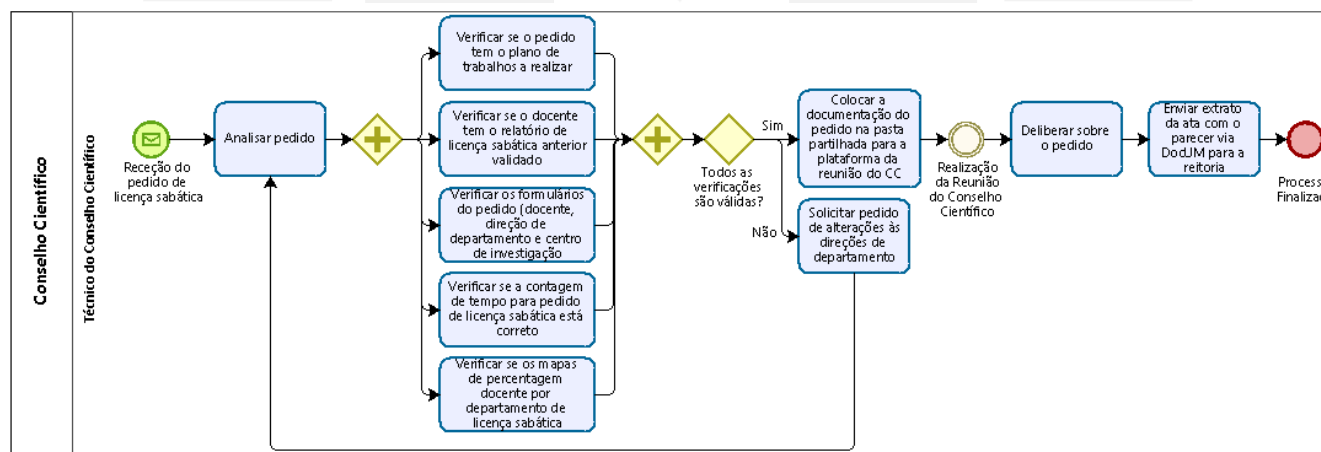 Conselho Científico
Técnico do Conselho Científico
Receção do
pedido de
licença sabática
Analisar pedido
Verificar se o pedido
tem o plano de
trabalhos a realizar
Verificar se o docente
tem o relatório de
licença sabática anterior
validado
Verificar os formulários
do pedido (docente,
direção de
departamento e centro
de investigação
Verificar se a contagem
de tempo para pedido
de licença sabática está
correto
Verificar se os mapas
de percentagem
docente por
departamento de
licença sabática
Todos as
verificações
são válidas?
Sim
Não
Colocar a
documentação do
pedido na pasta
partilhada para a
plataforma da
reunião do CC
Solicitar pedido
de alterações às
direções de
departamento
Realização
da Reunião
do Conselho
Científico
Deliberar sobre
o pedido
Enviar extrato
da ata com o
parecer via
DocUM para a
reitoria
Process
Finaliza